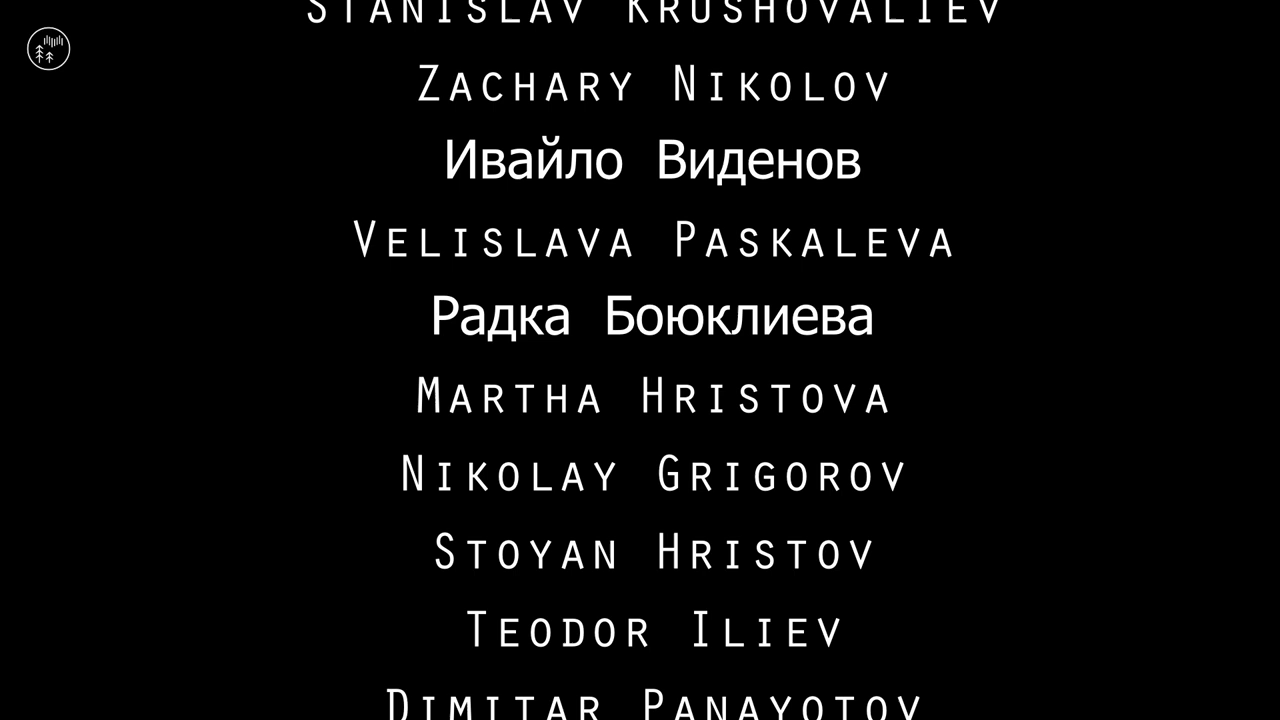 STANISLAV KRUSHOVALIEV
ZACHARY NIKOLOV
Ивайло Виденов
VELISLAVA PASKALEVA
Радка Боюклиева
MARTHA HRISTOVA
NIKOLAY GRIGOROV
STOYAN HRISTOV
TEODOR ILIEV
DIMITAR PANAYOTOV